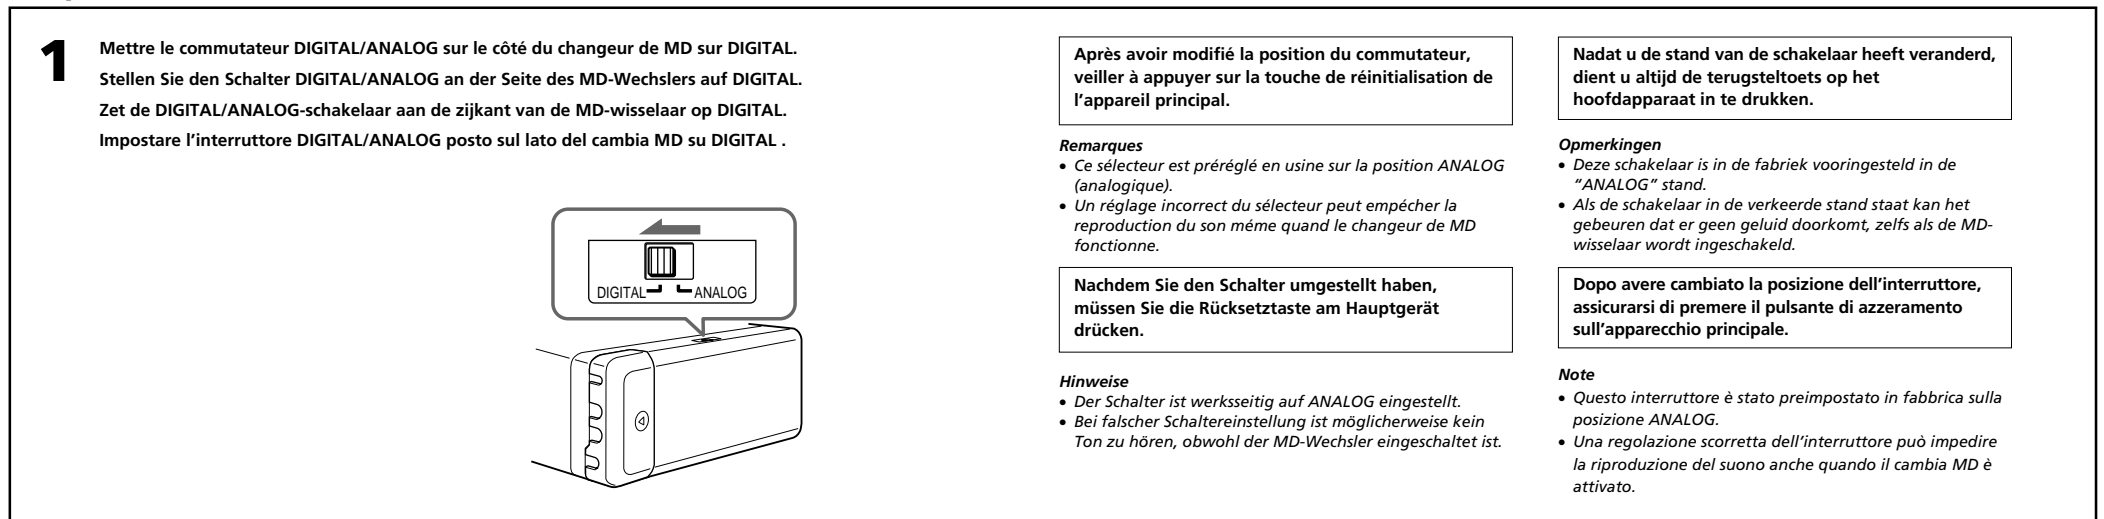 1
Mettre le commutateur DIGITAL/ANALOG sur le côté du changeur de MD sur DIGITAL.
Stellen Sie den Schalter DIGITAL/ANALOG an der Seite des MD-Wechslers auf DIGITAL.
Zet de DIGITAL/ANALOG-schakelaar aan de zijkant van de MD-wisselaar op DIGITAL.
Impostare l’interruttore DIGITAL/ANALOG posto sul lato del cambia MD su DIGITAL .
DIGITAL ANALOG
Après avoir modifié la position du commutateur,
veiller à appuyer sur la touche de réinitialisation de
l’appareil principal.
Remarques
• Ce sélecteur est préréglé en usine sur la position ANALOG
(analogique).
• Un réglage incorrect du sélecteur peut empécher la
reproduction du son méme quand le changeur de MD
fonctionne.
Nachdem Sie den Schalter umgestellt haben,
müssen Sie die Rücksetztaste am Hauptgerät
drücken.
Hinweise
• Der Schalter ist werksseitig auf ANALOG eingestellt.
• Bei falscher Schaltereinstellung ist möglicherweise kein
Ton zu hören, obwohl der MD-Wechsler eingeschaltet ist.
Nadat u de stand van de schakelaar heeft veranderd,
dient u altijd de terugsteltoets op het
hoofdapparaat in te drukken.
Opmerkingen
• Deze schakelaar is in de fabriek vooringesteld in de
“ANALOG” stand.
• Als de schakelaar in de verkeerde stand staat kan het
gebeuren dat er geen geluid doorkomt, zelfs als de MD-
wisselaar wordt ingeschakeld.
Dopo avere cambiato la posizione dell’interruttore,
assicurarsi di premere il pulsante di azzeramento
sull’apparecchio principale.
Note
• Questo interruttore è stato preimpostato in fabbrica sulla
posizione ANALOG.
• Una regolazione scorretta dell’interruttore può impedire
la riproduzione del suono anche quando il cambia MD è
attivato.